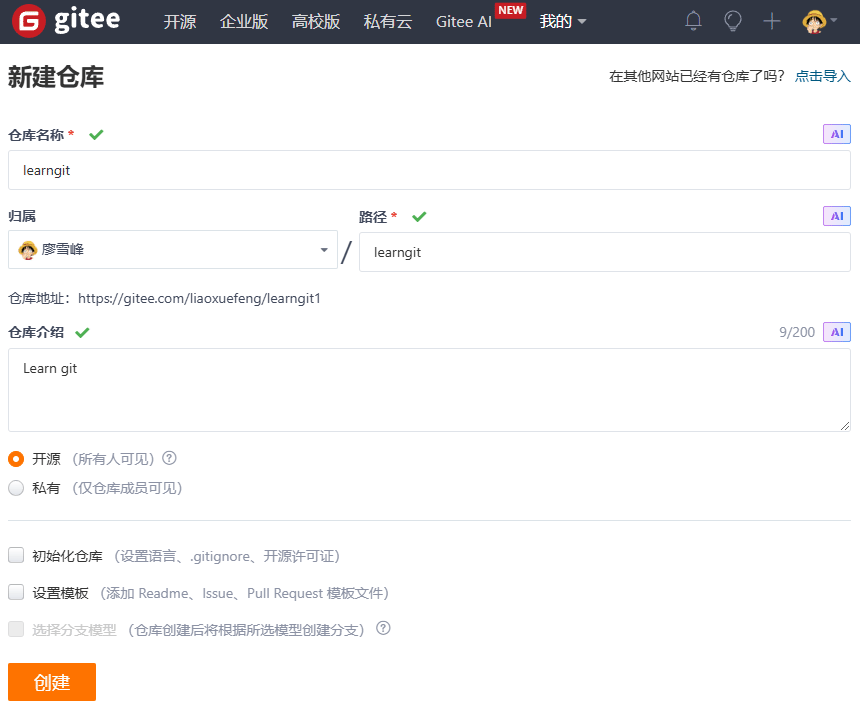 gitee 开源 企业版 高校版 私有云 Gitee AI NEW 我的
新建仓库 在其他网站已经有仓库了吗? 点击导入
仓库名称 * AI
learngit
归属 路径 * AI
廖雪峰 / learngit
仓库地址：https://gitee.com/liaoxuefeng/learngit1
仓库介绍 9/200 AI
Learn git
开源 （所有人可见） ?
私有 （仅仓库成员可见）
初始化仓库 （设置语言、.gitignore、开源许可证）
设置模板 （添加 Readme、Issue、Pull Request 模板文件）
选择分支模型 （仓库创建后将根据所选模型创建分支） ?
创建